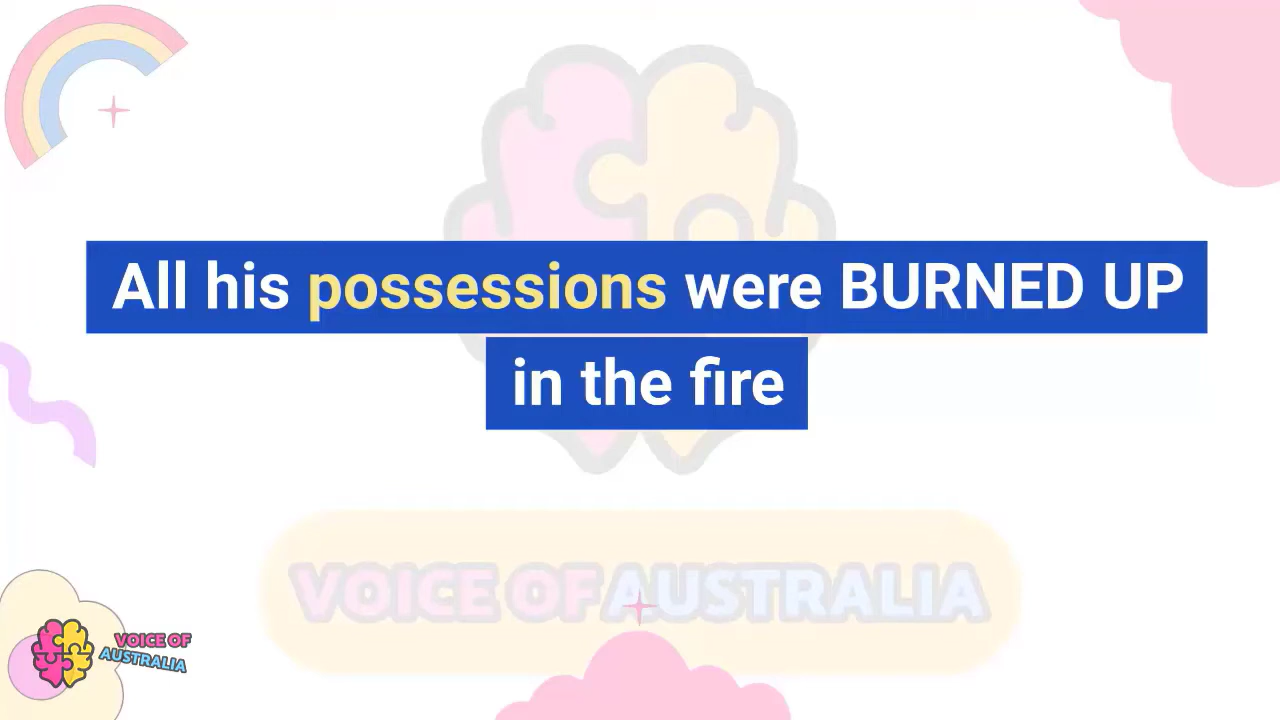 All his possessions were BURNED UP
in the fire
VOICE OF AUSTRALIA
VOICE OF
AUSTRALIA